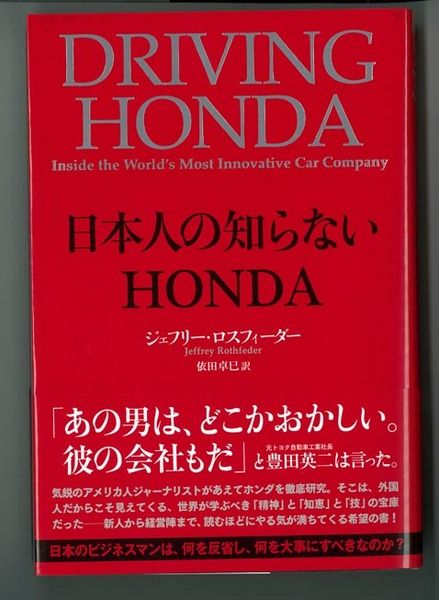 DRIVING
HONDA
Inside the World's Most Innovative Car Company
日本人の知らない
HONDA
ジェフリー・ロスフィーダー
Jeffrey Rothfeder
依田卓巳 訳
「あの男は、どこかおかしい。
彼の会社もだ」と元トヨタ自動車工業社長豊田英二は言った。
気鋭のアメリカ人ジャーナリストがあえてホンダを徹底研究。そこは、外国
人だからこそ見えてくる、世界が学ぶべき「精神」と「知恵」と「技」の宝庫
だった――新人から経営陣まで、読むほどにやる気が満ちてくる希望の書！
日本のビジネスマンは、何を反省し、何を大事にすべきなのか？